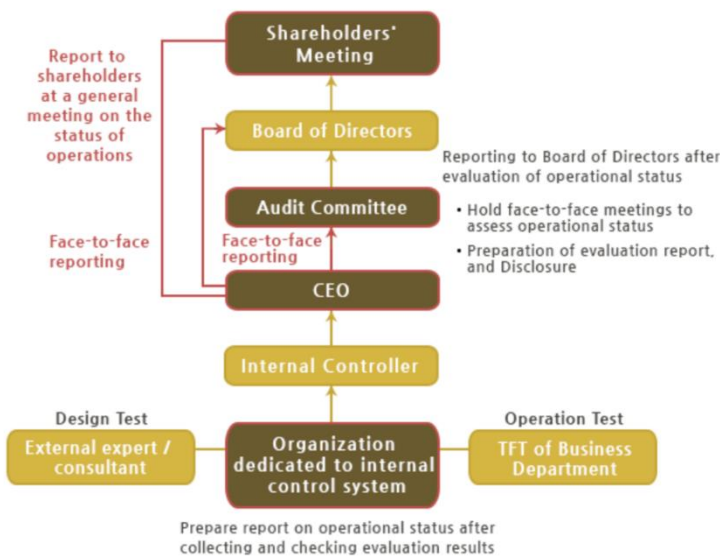 Shareholders'
Meeting
Report to
shareholders
at a general
meeting on the
status of
operations
Board of Directors
Reporting to Board of Directors after
evaluation of operational status
• Hold face-to-face meetings to
assess operational status
• Preparation of evaluation report,
and Disclosure
Audit Committee
Face-to-face
reporting
Face-to-face
reporting
CEO
Internal Controller
Design Test
External expert /
consultant
Organization
dedicated to internal
control system
Operation Test
TFT of Business
Department
Prepare report on operational status after
collecting and checking evaluation results